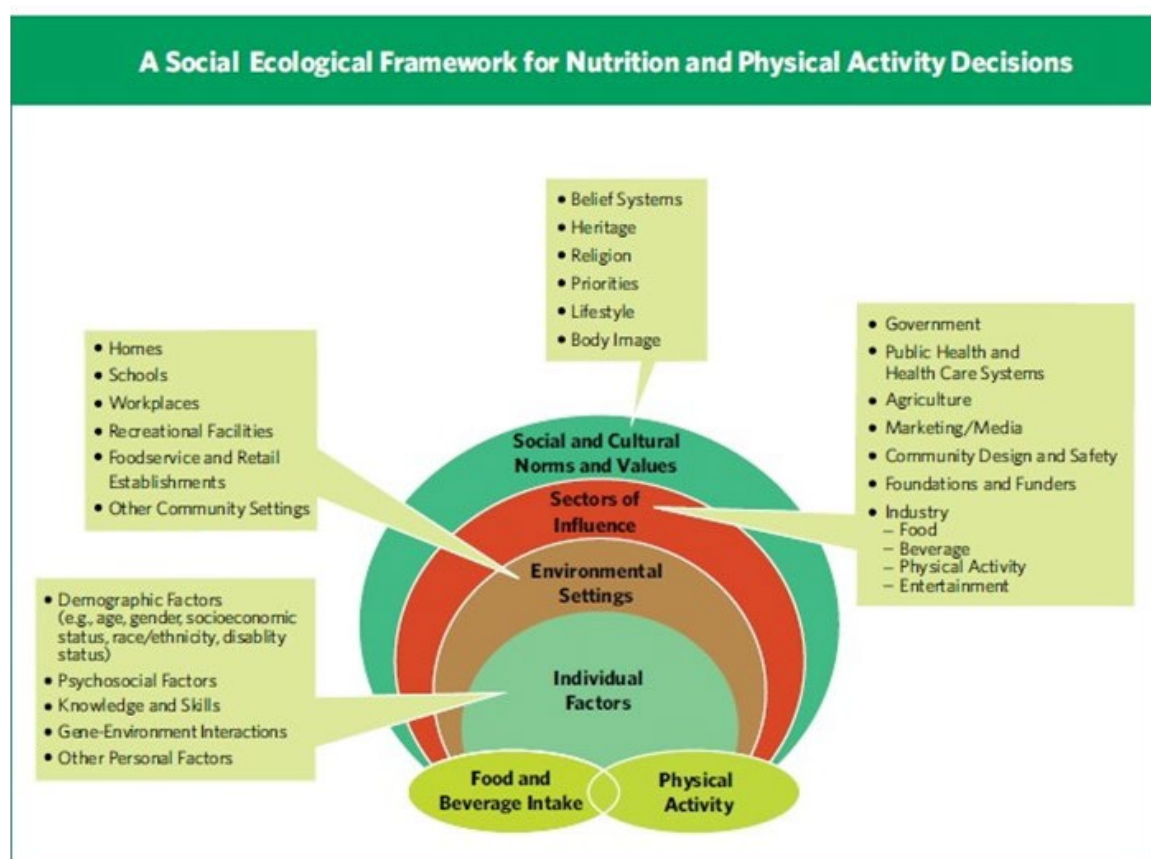 A Social Ecological Framework for Nutrition and Physical Activity Decisions
• Belief Systems
• Heritage
• Religion
• Priorities
• Lifestyle
• Body Image
• Homes
• Schools
• Workplaces
• Recreational Facilities
• Foodservice and Retail
Establishments
• Other Community Settings
• Government
• Public Health and
Health Care Systems
• Agriculture
• Marketing/Media
• Community Design and Safety
• Foundations and Funders
• Industry
– Food
– Beverage
– Physical Activity
– Entertainment
• Demographic Factors
(e.g., age, gender, socioeconomic
status, race/ethnicity, disablity
status)
• Psychosocial Factors
• Knowledge and Skills
• Gene-Environment Interactions
• Other Personal Factors
Social and Cultural
Norms and Values
Sectors of
Influence
Environmental
Settings
Individual
Factors
Food and
Beverage Intake
Physical
Activity